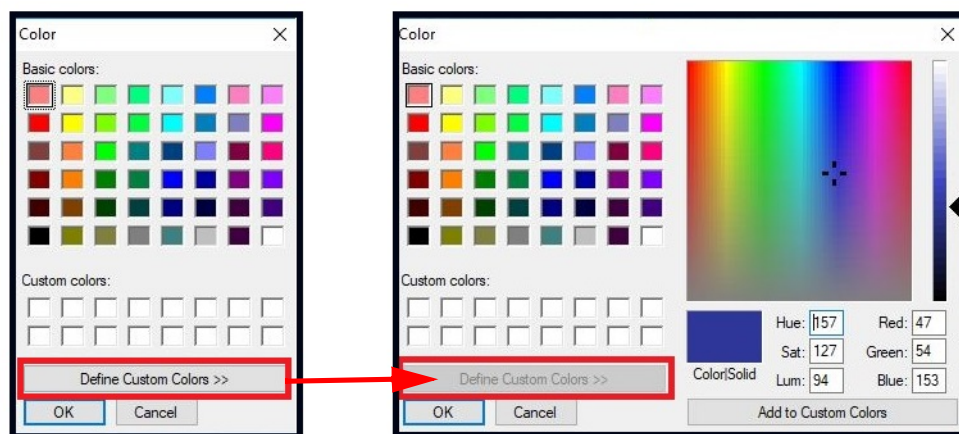 Color
Basic colors:
Custom colors:
Define Custom Colors >>
OK Cancel
Color
Basic colors:
Custom colors:
Define Custom Colors >>
OK Cancel
Hue: 157 Red: 47
Sat: 127 Green: 54
Color|Solid Lum: 94 Blue: 153
Add to Custom Colors